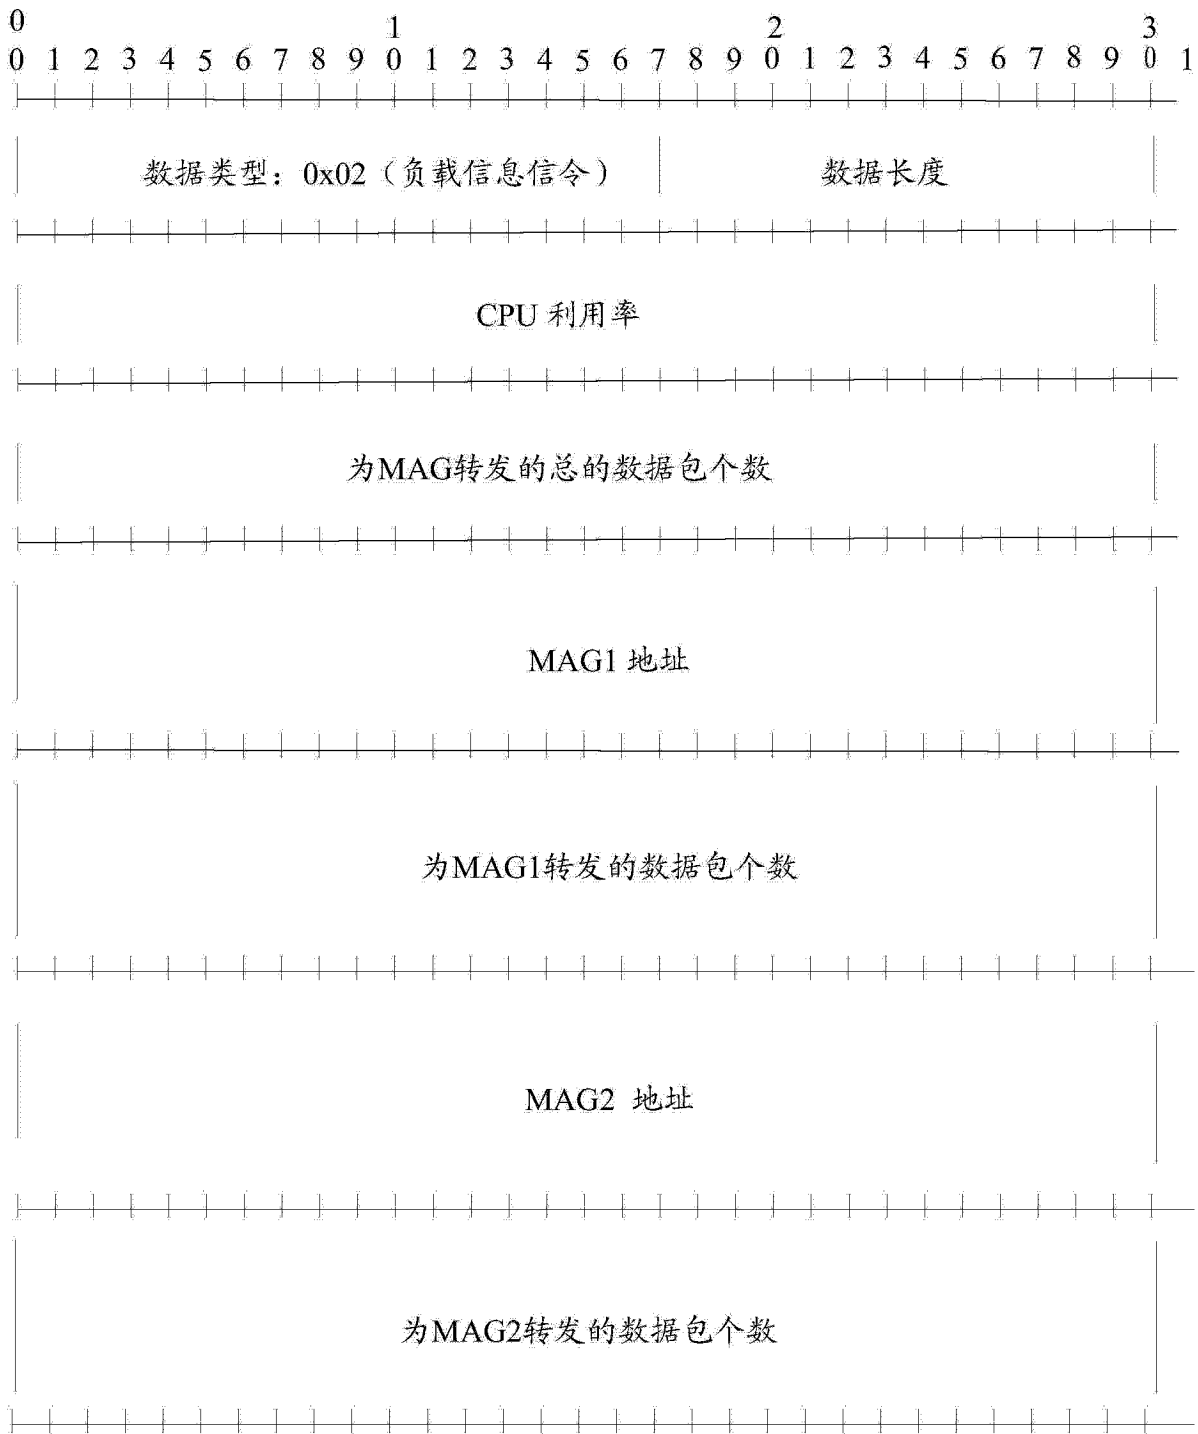 0 1 2 3
0 1 2 3 4 5 6 7 8 9 0 1 2 3 4 5 6 7 8 9 0 1 2 3 4 5 6 7 8 9 0 1
数据类型：0x02（负载信息信令） 数据长度
CPU 利用率
为MAG转发的总的数据包个数
MAG1 地址
为MAG1转发的数据包个数
MAG2 地址
为MAG2转发的数据包个数